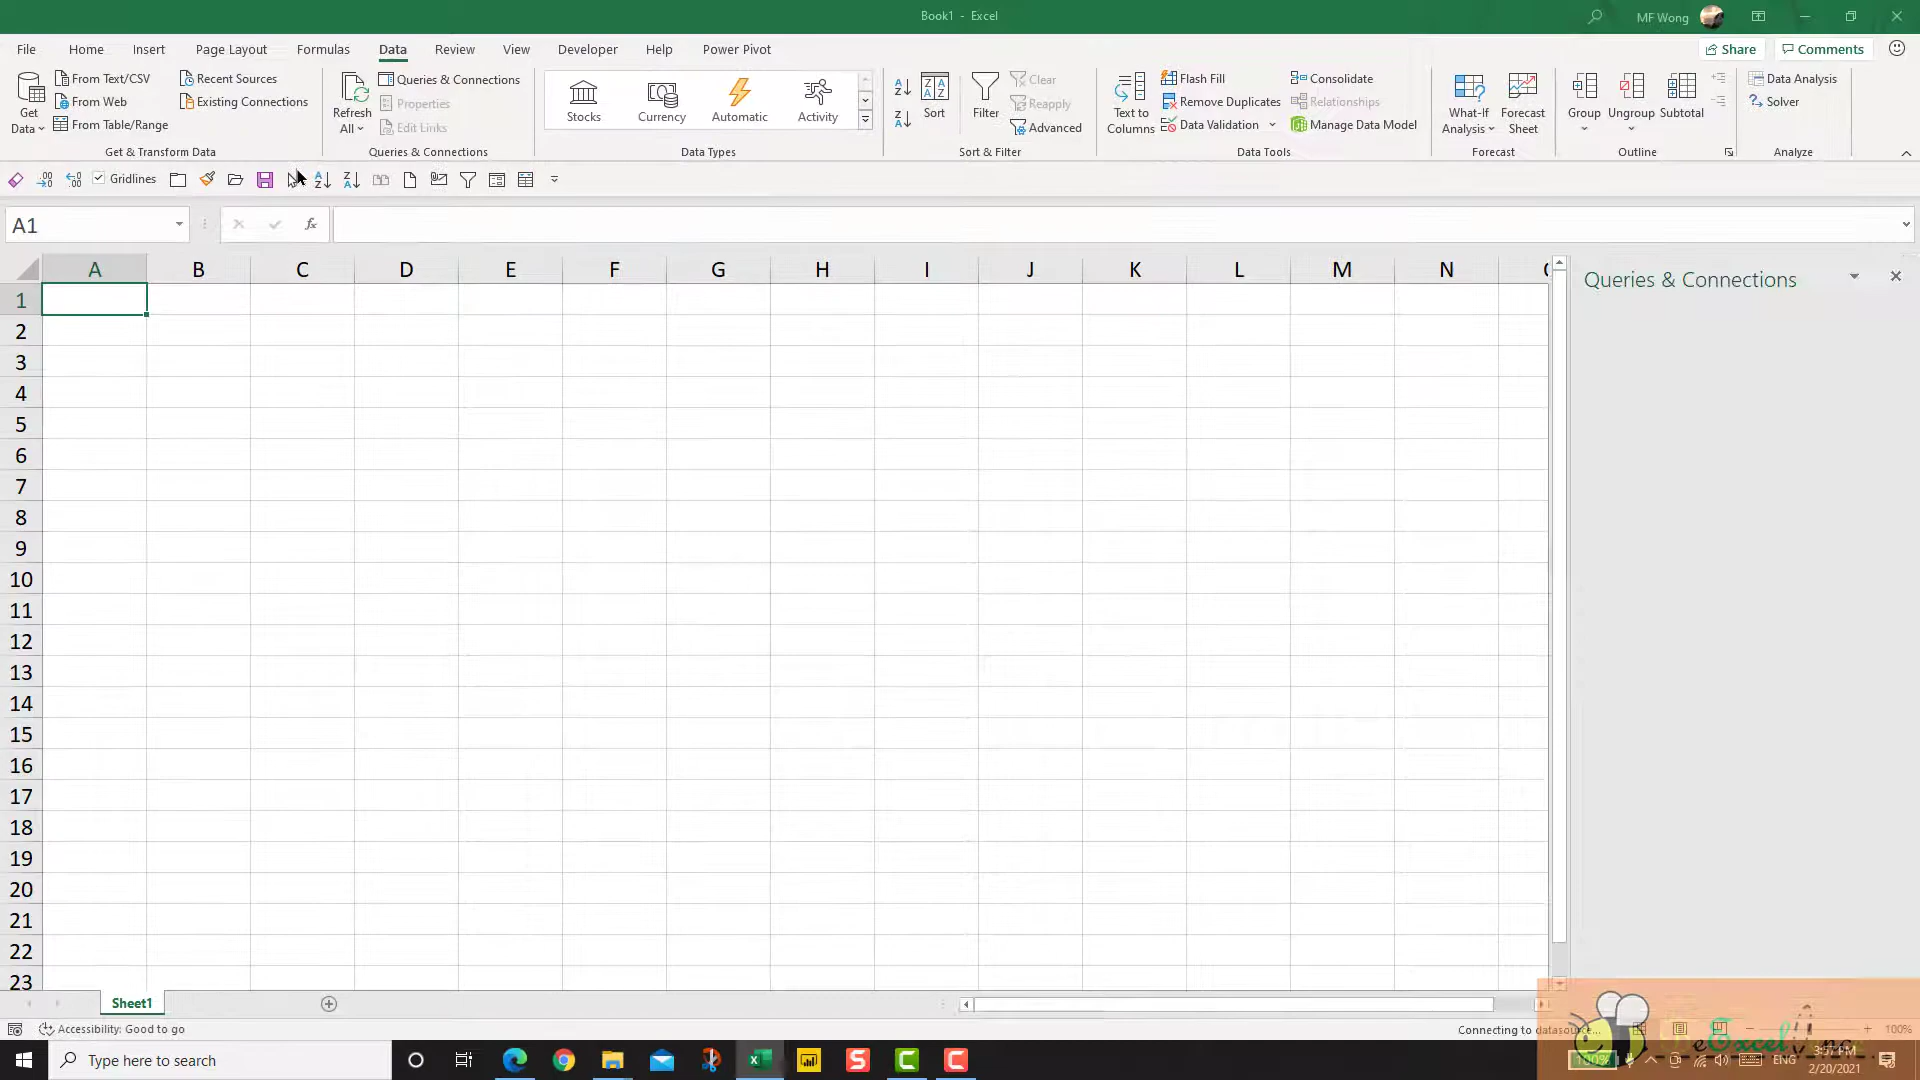 Book1 - Excel
MF Wong
File Home Insert Page Layout Formulas Data Review View Developer Help Power Pivot
Share Comments
Get Data
From Text/CSV
From Web
From Table/Range
Recent Sources
Existing Connections
Get & Transform Data
Refresh All
Queries & Connections
Properties
Edit Links
Queries & Connections
Stocks Currency Automatic Activity
Data Types
Sort
Filter
Clear
Reapply
Advanced
Sort & Filter
Text to Columns
Flash Fill
Remove Duplicates
Data Validation
Consolidate
Relationships
Manage Data Model
Data Tools
What-If Analysis
Forecast Sheet
Forecast
Group
Ungroup
Subtotal
Outline
Data Analysis
Solver
Analyze
Gridlines
A1
fx
A B C D E F G H I J K L M N
Queries & Connections
1
2
3
4
5
6
7
8
9
10
11
12
13
14
15
16
17
18
19
20
21
22
23
Sheet1
Accessibility: Good to go
Connecting to datasource...
100%
Type here to search
100%
ENG
3:57 PM
2/20/2021